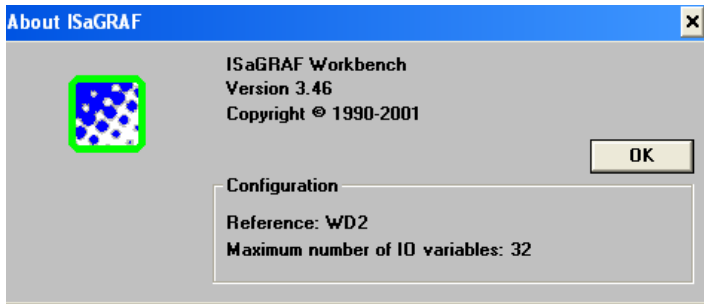 About ISaGRAF
ISaGRAF Workbench
Version 3.46
Copyright © 1990-2001
OK
Configuration
Reference: WD2
Maximum number of IO variables: 32